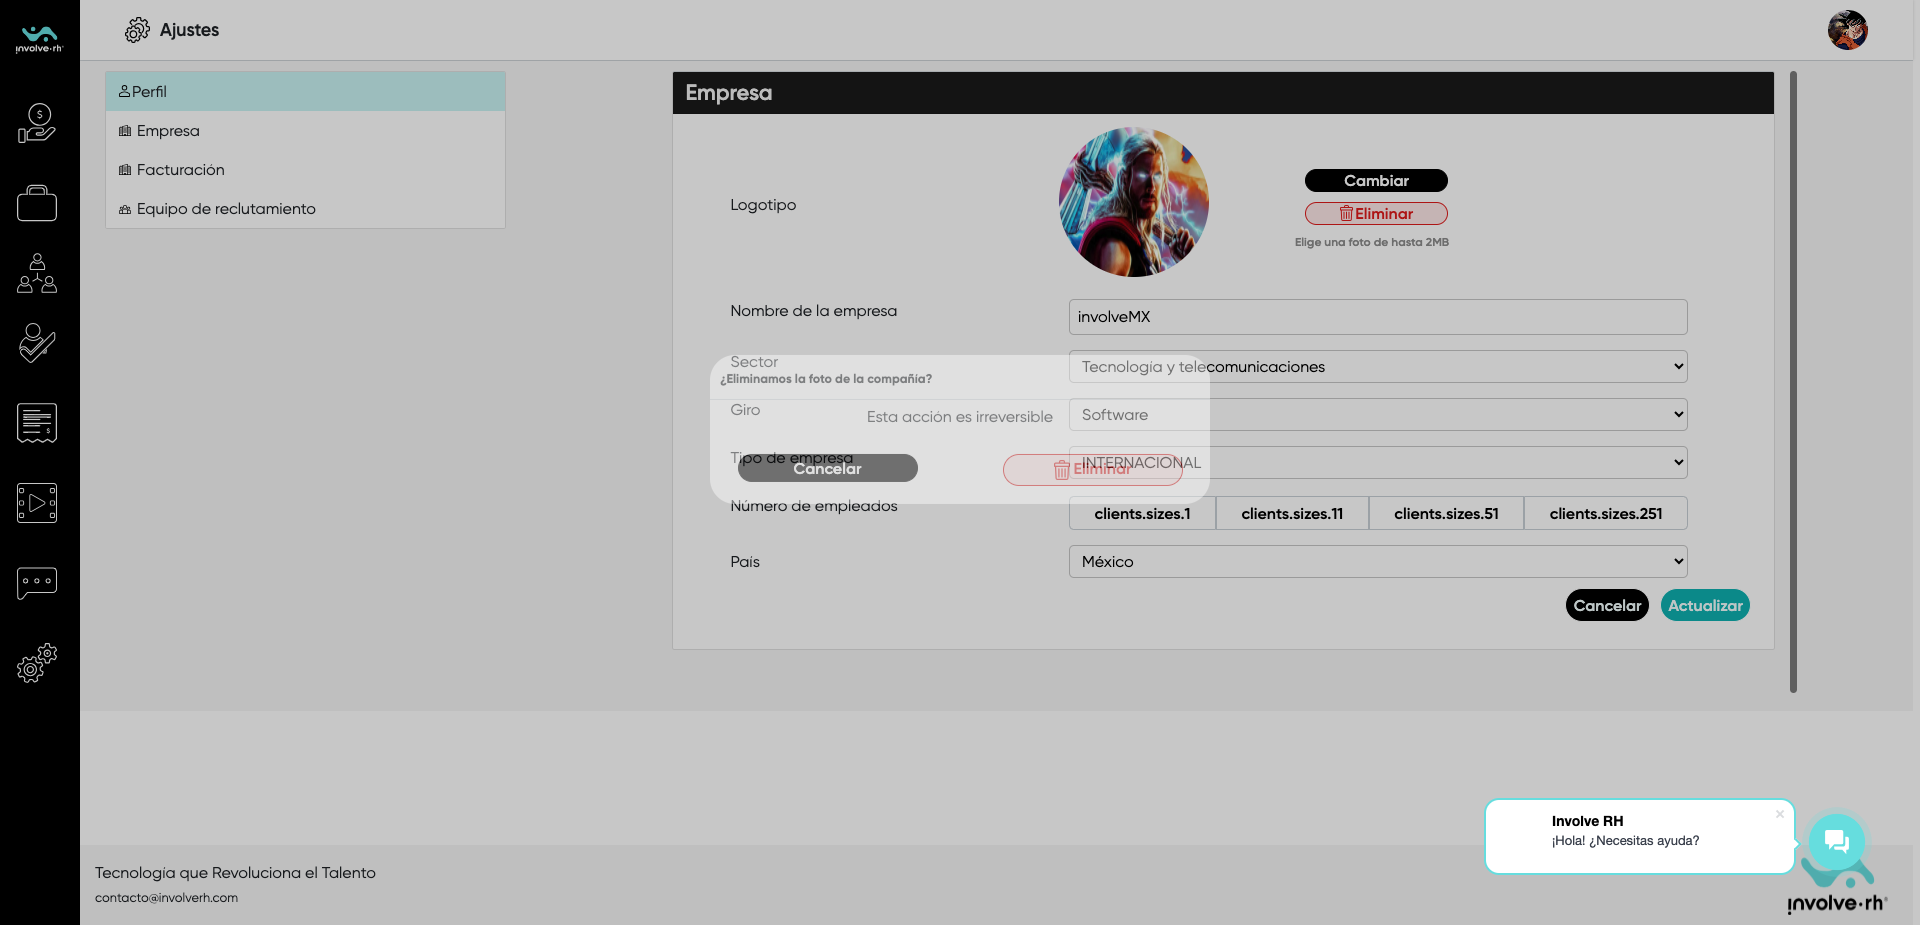 involve·rh
Ajustes
Perfil
Empresa
Facturación
Equipo de reclutamiento
Empresa
Logotipo
Cambiar
Eliminar
Elige una foto de hasta 2MB
Nombre de la empresa
involveMX
Sector
Tecnología y telecomunicaciones
¿Eliminamos la foto de la compañía?
Giro
Esta acción es irreversible
Software
Tipo de empresa
INTERNACIONAL
Cancelar
Eliminar
Número de empleados
clients.sizes.1
clients.sizes.11
clients.sizes.51
clients.sizes.251
País
México
Cancelar
Actualizar
Involve RH
¡Hola! ¿Necesitas ayuda?
Tecnología que Revoluciona el Talento
contacto@involverh.com
involve·rh